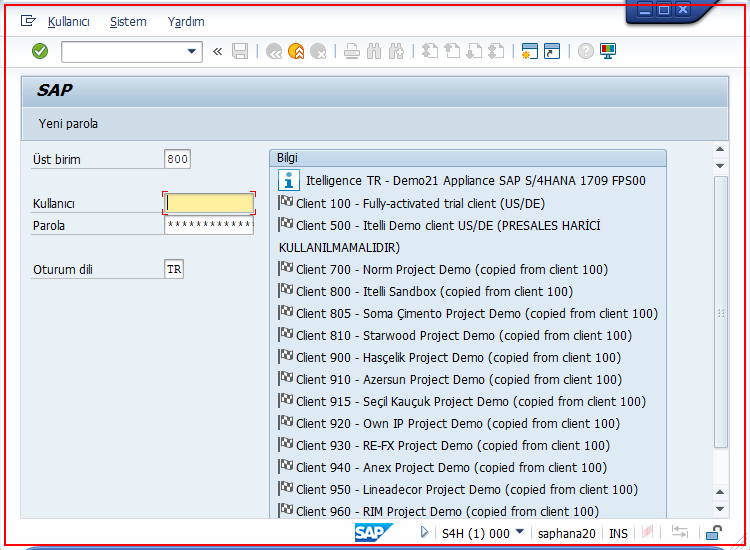 Kullanıcı Sistem Yardım
SAP
Yeni parola
Üst birim 800
Kullanıcı
Parola ************
Oturum dili TR
Bilgi
Itelligence TR - Demo21 Appliance SAP S/4HANA 1709 FPS00
Client 100 - Fully-activated trial client (US/DE)
Client 500 - Itelli Demo client US/DE (PRESALES HARİCİ
KULLANILMAMALIDIR)
Client 700 - Norm Project Demo (copied from client 100)
Client 800 - Itelli Sandbox (copied from client 100)
Client 805 - Soma Çimento Project Demo (copied from client 100)
Client 810 - Starwood Project Demo (copied from client 100)
Client 900 - Hasçelik Project Demo (copied from client 100)
Client 910 - Azersun Project Demo (copied from client 100)
Client 915 - Seçil Kauçuk Project Demo (copied from client 100)
Client 920 - Own IP Project Demo (copied from client 100)
Client 930 - RE-FX Project Demo (copied from client 100)
Client 940 - Anex Project Demo (copied from client 100)
Client 950 - Lineadecor Project Demo (copied from client 100)
Client 960 - RIM Project Demo (copied from client 100)
SAP S4H (1) 000 saphana20 INS